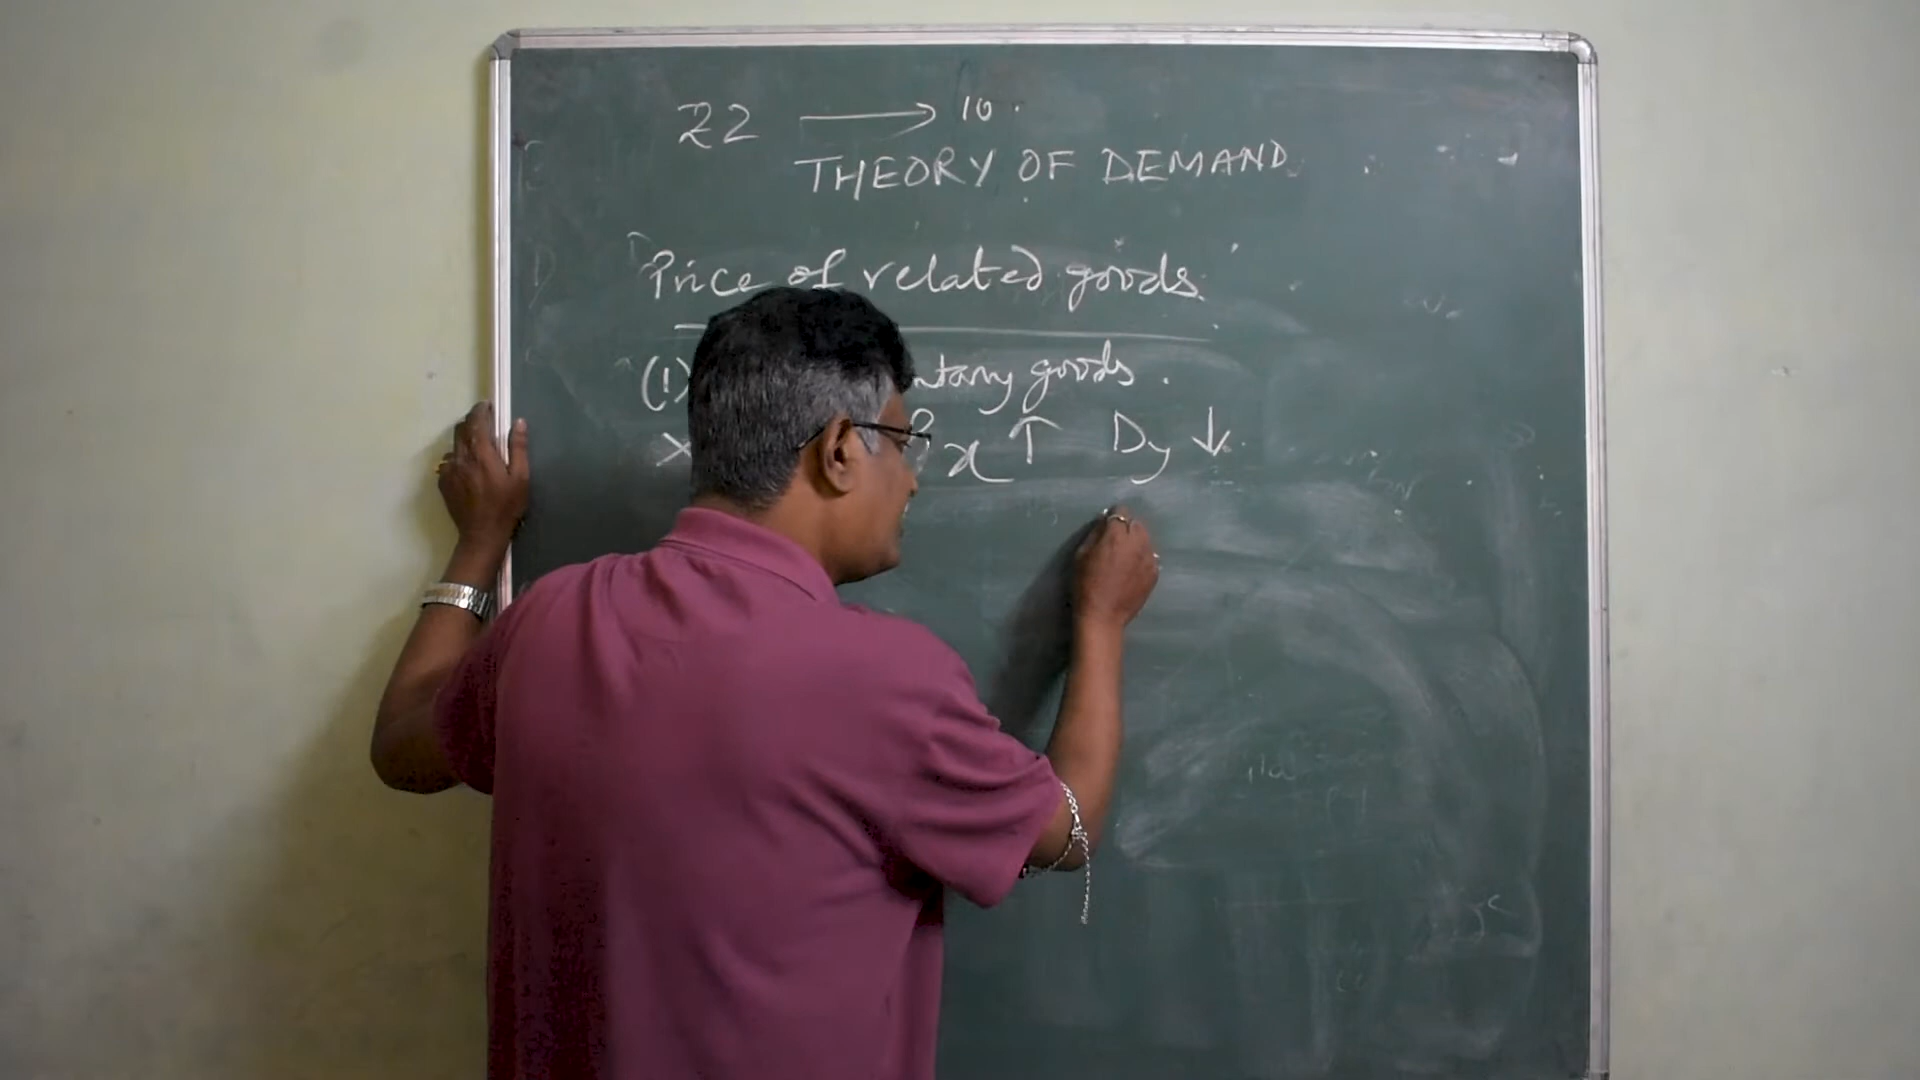 22 → 10.
THEORY OF DEMAND
Price of related goods.
(1) ntary goods.
X x ↑ Dy ↓